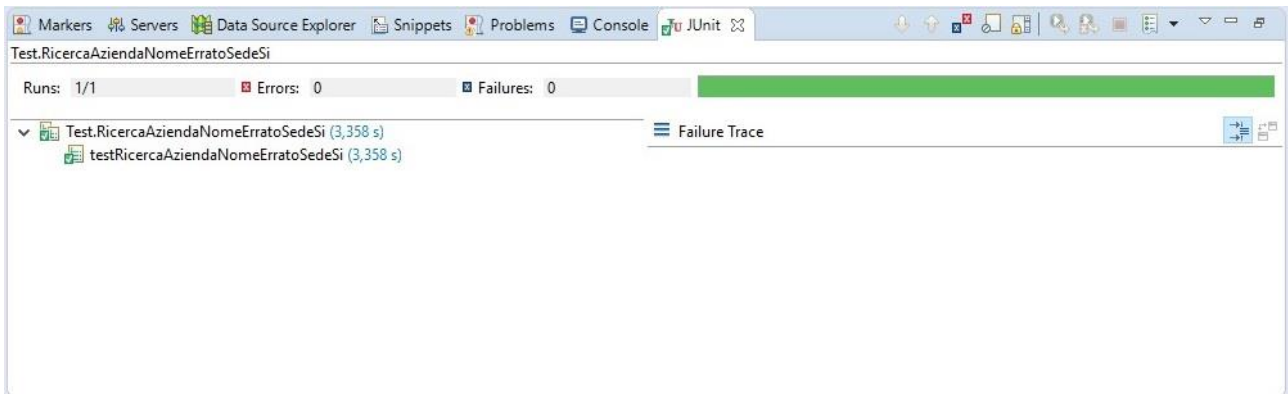 Markers Servers Data Source Explorer Snippets Problems Console JUnit
Test.RicercaAziendaNomeErratoSedeSi
Runs: 1/1 Errors: 0 Failures: 0
Test.RicercaAziendaNomeErratoSedeSi (3,358 s)
Failure Trace
testRicercaAziendaNomeErratoSedeSi (3,358 s)